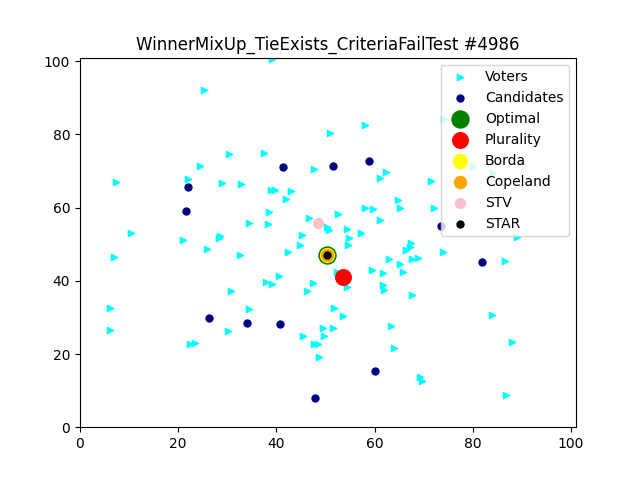 WinnerMixUp_TieExists_CriteriaFailTest #4986
100
80
60
40
20
0
0
20
40
60
80
100
Voters
Candidates
Optimal
Plurality
Borda
Copeland
STV
STAR